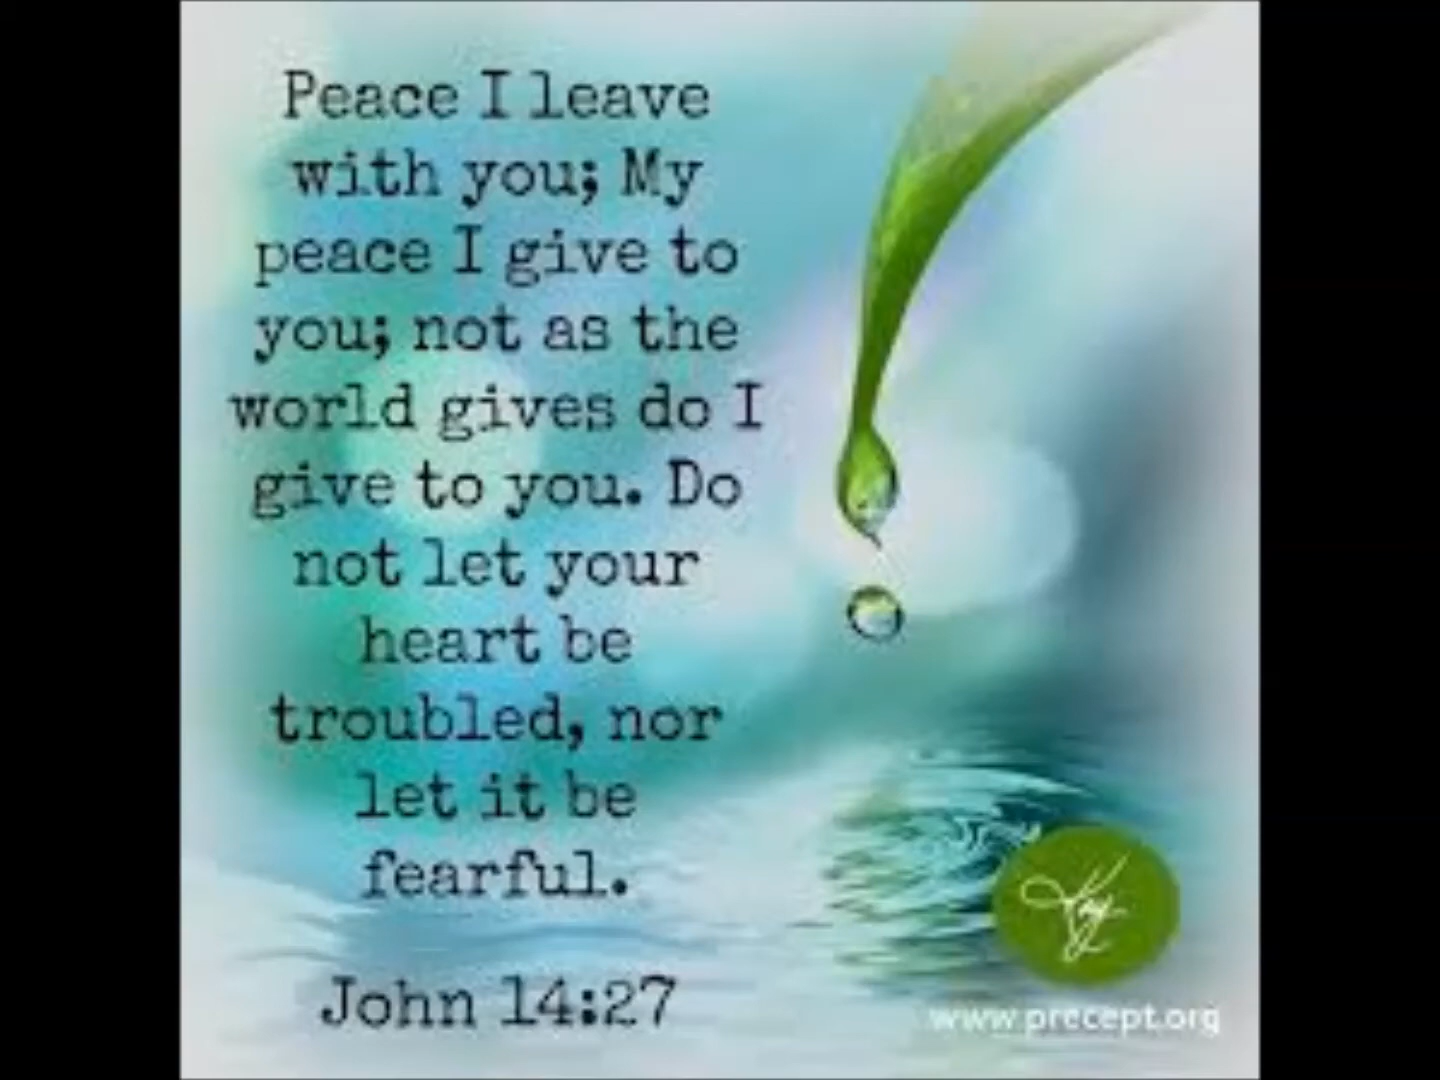 Peace I leave
with you; My
peace I give to
you; not as the
world gives do I
give to you. Do
not let your
heart be
troubled, nor
let it be
fearful.
John 14:27
Kay
www.precept.org